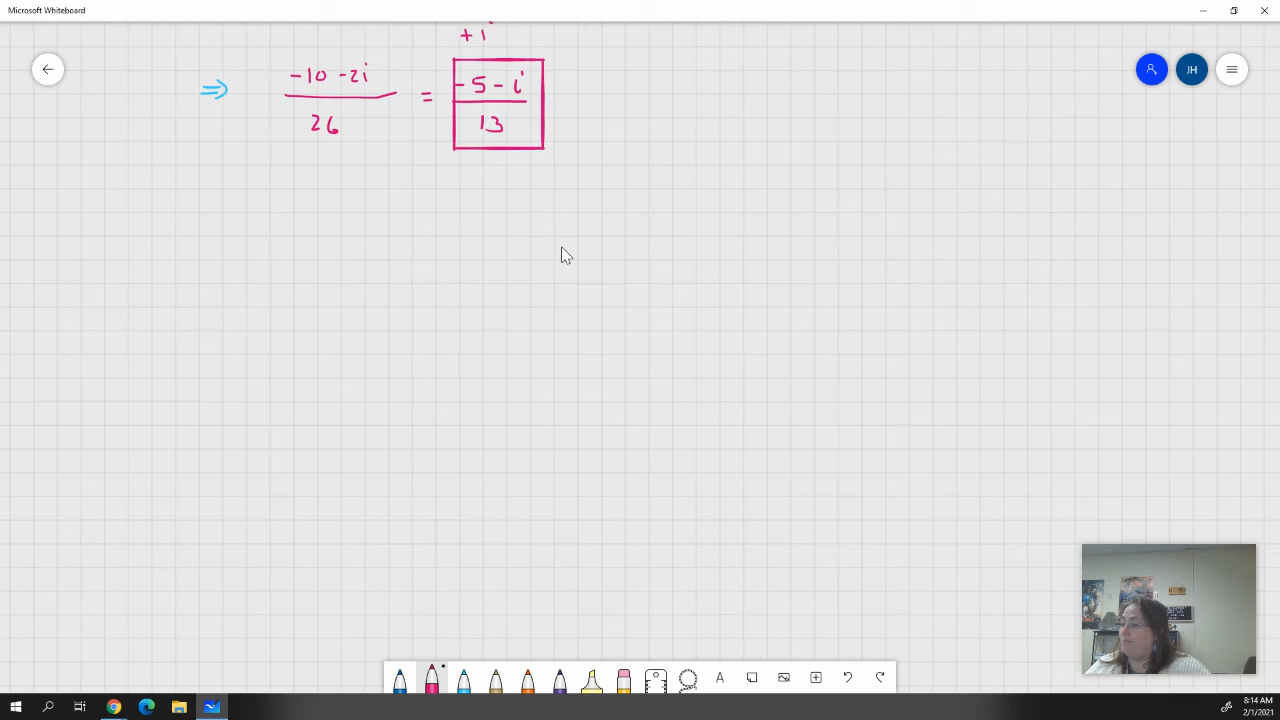 Microsoft Whiteboard
+ i
⇒ -10 -2i / 26 = -5 - i / 13
JH
A
8:14 AM
2/1/2021